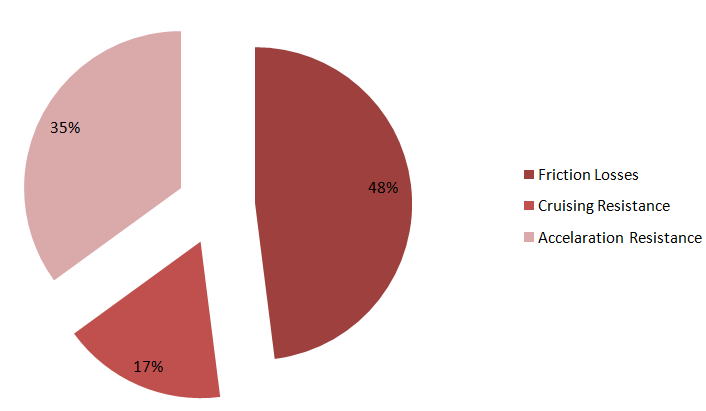 35%
48%
17%
Friction Losses
Cruising Resistance
Accelaration Resistance